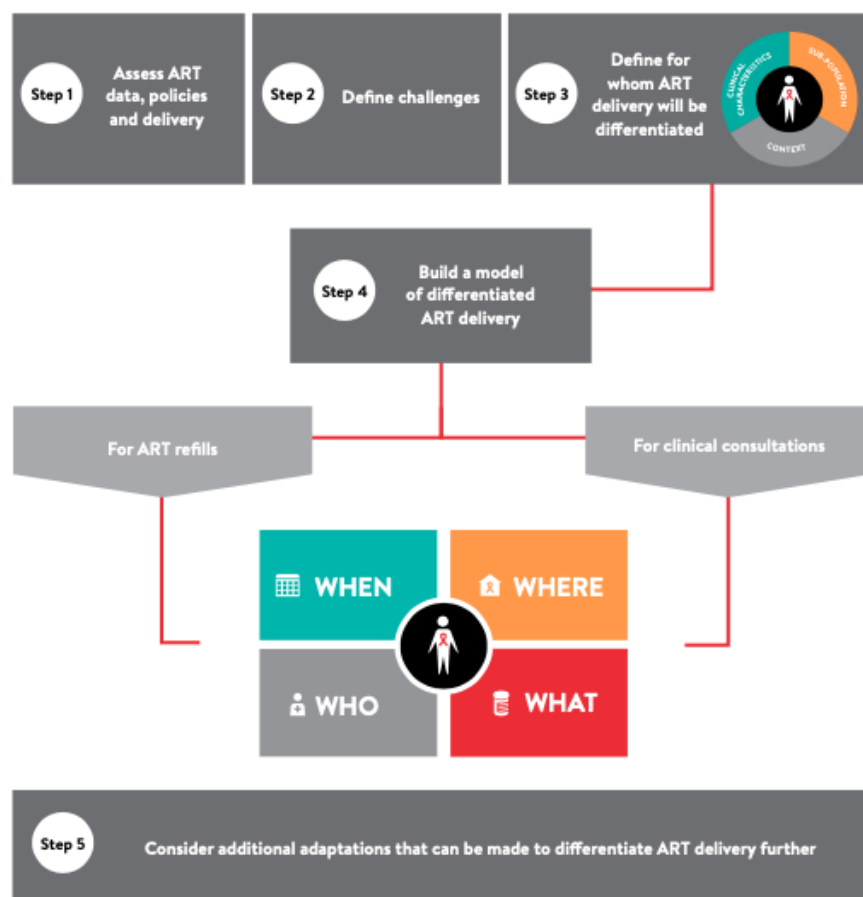 Step 1
Assess ART
data, policies
and delivery
Step 2
Define challenges
Step 3
Define for
whom ART
delivery will be
differentiated
CLINICAL
CHARACTERISTICS
SUB-POPULATION
CONTEXT
Step 4
Build a model
of differentiated
ART delivery
For ART refills
For clinical consultations
WHEN
WHERE
WHO
WHAT
Step 5
Consider additional adaptations that can be made to differentiate ART delivery further